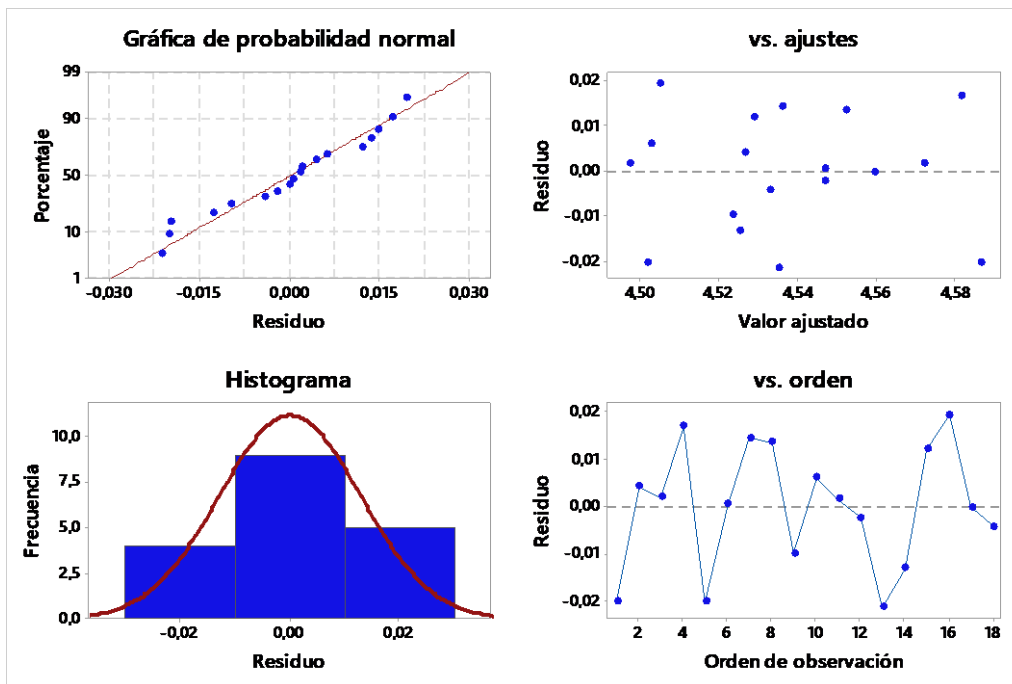 Gráfica de probabilidad normal
99
90
50
10
1
Porcentaje
-0,030 -0,015 0,000 0,015 0,030
Residuo
vs. ajustes
0,02
0,01
0,00
-0,01
-0,02
Residuo
4,50 4,52 4,54 4,56 4,58
Valor ajustado
Histograma
10,0
7,5
5,0
2,5
0,0
Frecuencia
-0,02 0,00 0,02
Residuo
vs. orden
0,02
0,01
0,00
-0,01
-0,02
Residuo
2 4 6 8 10 12 14 16 18
Orden de observación